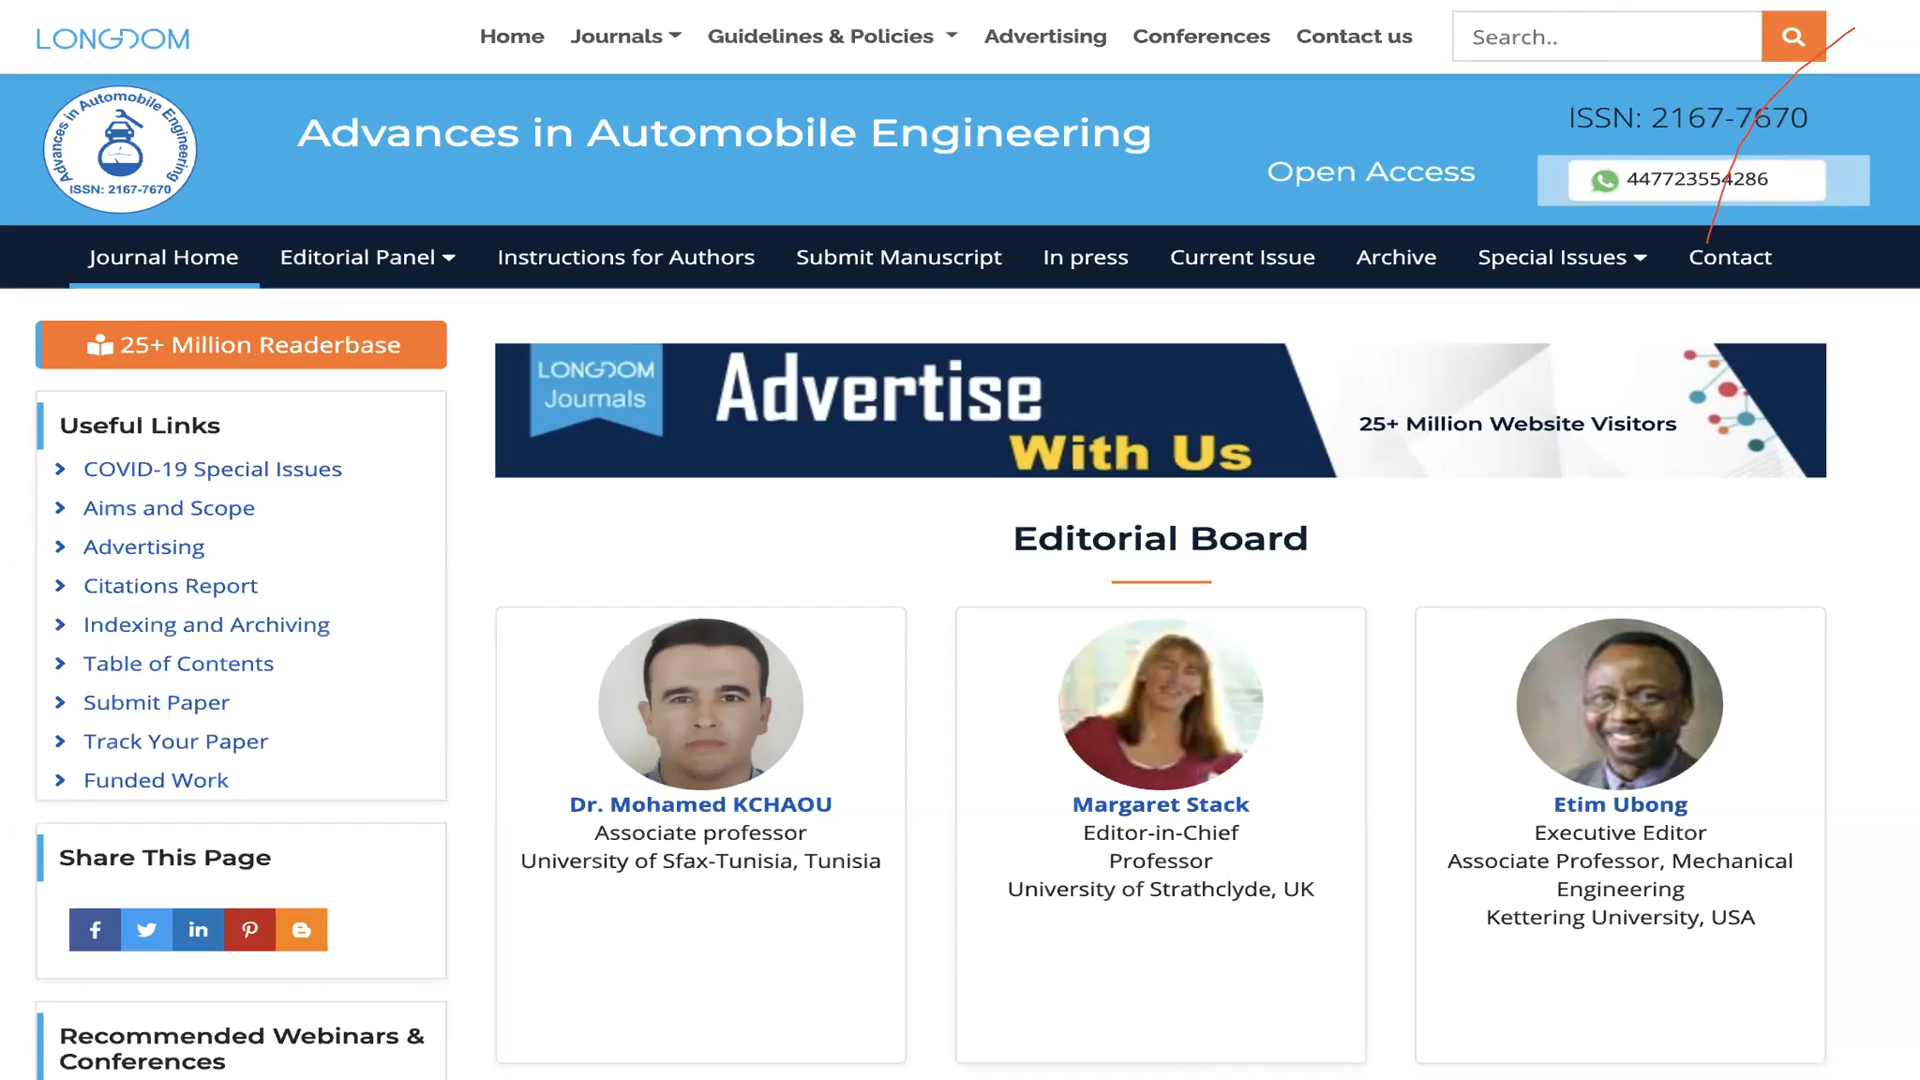 LONGDOM
Home Journals Guidelines & Policies Advertising Conferences Contact us
Search..
Advances in Automobile Engineering
ISSN: 2167-7670
Advances in Automobile Engineering
Open Access
ISSN: 2167-7670
447723554286
Journal Home Editorial Panel Instructions for Authors Submit Manuscript In press Current Issue Archive Special Issues Contact
25+ Million Readerbase
Useful Links
COVID-19 Special Issues
Aims and Scope
Advertising
Citations Report
Indexing and Archiving
Table of Contents
Submit Paper
Track Your Paper
Funded Work
Share This Page
Recommended Webinars &
Conferences
LONGDOM
Journals
Advertise
With Us
25+ Million Website Visitors
Editorial Board
Dr. Mohamed KCHAOU
Associate professor
University of Sfax-Tunisia, Tunisia
Margaret Stack
Editor-in-Chief
Professor
University of Strathclyde, UK
Etim Ubong
Executive Editor
Associate Professor, Mechanical
Engineering
Kettering University, USA